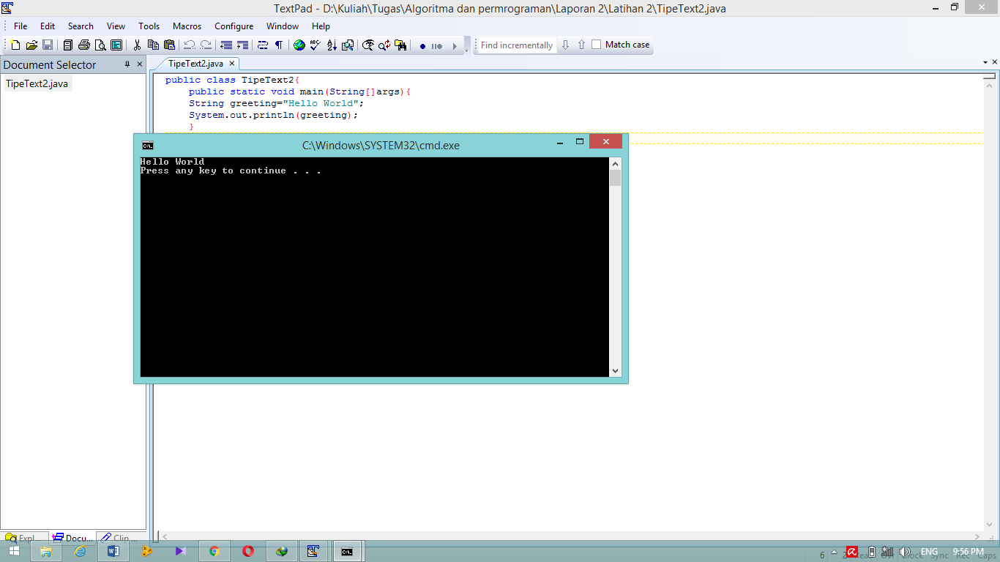 TextPad - D:\Kuliah\Tugas\Algoritma dan permrograman\Laporan 2\Latihan 2\TipeText2.java
File Edit Search View Tools Macros Configure Window Help
Find incrementally Match case
Document Selector
TipeText2.java
TipeText2.java
public class TipeText2{
public static void main(String[]args){
String greeting="Hello World";
System.out.println(greeting);
}
C:\Windows\SYSTEM32\cmd.exe
Hello World
Press any key to continue . . .
Expl... Docu... Clip ...
ENG 9:56 PM
6 Block Sync Rec Caps